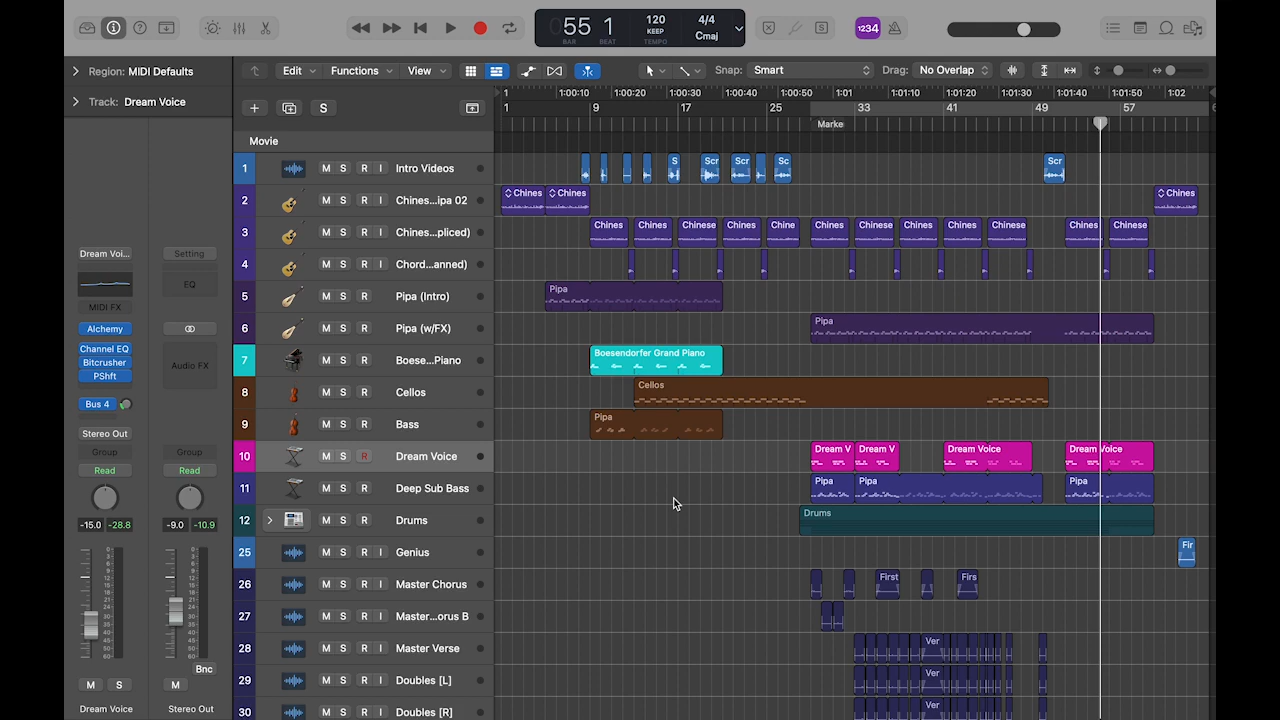 1234
55 1
BAR BEAT
120
KEEP
TEMPO
4/4
Cmaj
Region: MIDI Defaults
Track: Dream Voice
Edit
Functions
View
Snap: Smart
Drag: No Overlap
S
1:00:10 1:00:20 1:00:30 1:00:40 1:00:50 1:01 1:01:10 1:01:20 1:01:30 1:01:40 1:01:50 1:02
1 9 17 25 33 41 49 57
Marke
Movie
1 M S R I Intro Videos
S Scr Scr Sc Scr
2 M S R I Chines...ipa 02
Chines Chines Chines
3 M S R I Chines...pliced)
Chines Chines Chinese Chines Chine Chines Chinese Chines Chines Chinese Chines Chinese
4 M S R I Chord...anned)
5 M S R Pipa (Intro)
Pipa
6 M S R Pipa (w/FX)
Pipa
7 M S R Boese...Piano
Boesendorfer Grand Piano
8 M S R Cellos
Cellos
9 M S R Bass
Pipa
10 M S R Dream Voice
Dream V Dream V Dream Voice Dream Voice
11 M S R Deep Sub Bass
Pipa Pipa Pipa
12 M S R Drums
Drums
25 M S R I Genius
Fir
26 M S R I Master Chorus
First Firs
27 M S R I Master...orus B
28 M S R I Master Verse
Ver
29 M S R I Doubles [L]
Ver
30 M S R I Doubles [R]
Ver
Dream Voi... Setting
EQ
MIDI FX
Alchemy
Channel EQ
Bitcrusher
PShft
Audio FX
Bus 4
Stereo Out
Group Group
Read Read
-15.0 -28.8 -9.0 -10.9
Bnc
M S M
Dream Voice Stereo Out